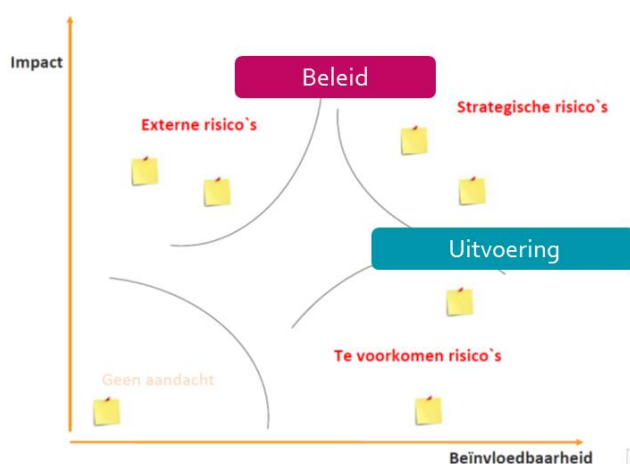 Impact
Beleid
Externe risico`s
Strategische risico`s
Uitvoering
Te voorkomen risico`s
Geen aandacht
Beïnvloedbaarheid